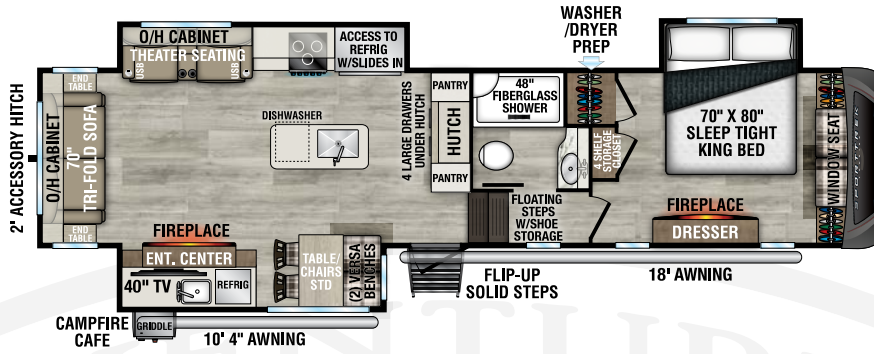 WASHER
/DRYER
PREP
O/H CABINET
THEATER SEATING
USB
USB
ACCESS TO
REFRIG
W/SLIDES IN
END
TABLE
2" ACCESSORY HITCH
O/H CABINET
70"
TRI-FOLD SOFA
END
TABLE
DISHWASHER
4 LARGE DRAWERS
UNDER HUTCH
PANTRY
HUTCH
PANTRY
48"
FIBERGLASS
SHOWER
4 SHELF
STORAGE
CLOSET
70" X 80"
SLEEP TIGHT
KING BED
WINDOW SEAT
SPORTTREK
FIREPLACE
ENT. CENTER
40" TV
REFRIG
TABLE/
CHAIRS
STD
(2) VERSA
BENCHES
FLOATING
STEPS
W/SHOE
STORAGE
FIREPLACE
DRESSER
FLIP-UP
SOLID STEPS
18' AWNING
CAMPFIRE
CAFE
GRIDDLE
10' 4" AWNING
VENTURE